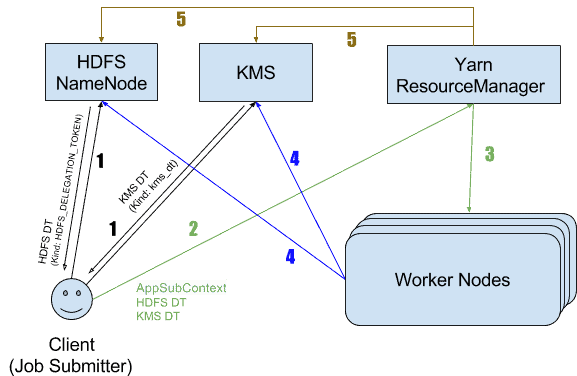 5
5
HDFS
NameNode
KMS
Yarn
ResourceManager
1
HDFS DT
(Kind: HDFS_DELEGATION_TOKEN)
KMS DT
(Kind: kms_dt)
1
4
3
2
4
AppSubContext
HDFS DT
KMS DT
Worker Nodes
Client
(Job Submitter)